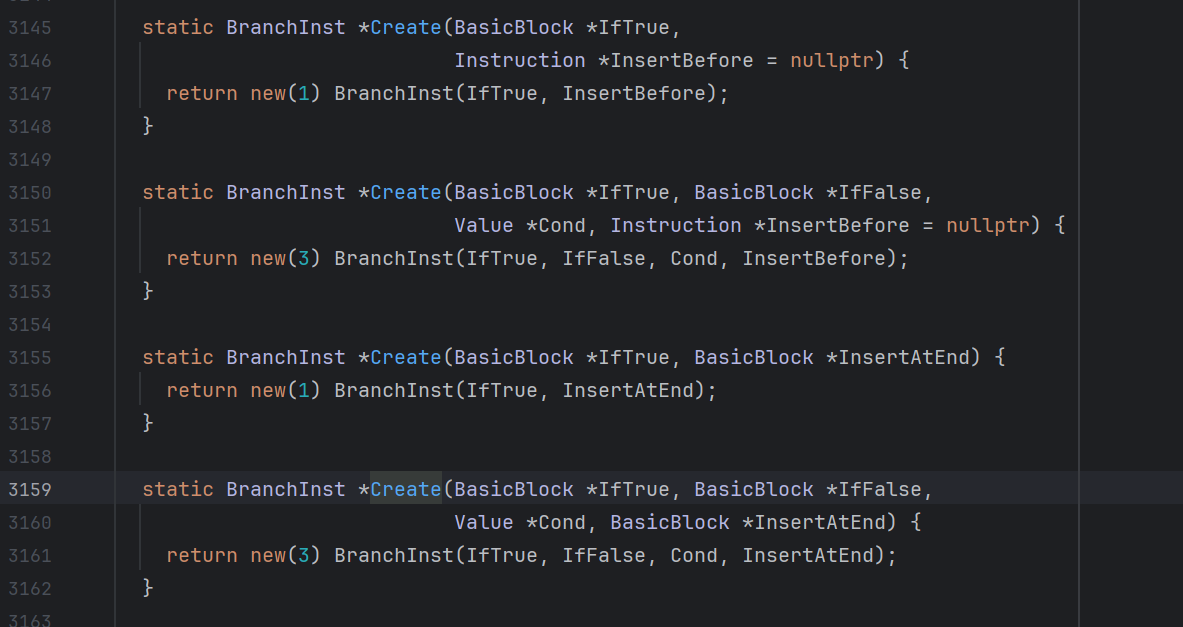 3145 static BranchInst *Create(BasicBlock *IfTrue,
3146 Instruction *InsertBefore = nullptr) {
3147 return new(1) BranchInst(IfTrue, InsertBefore);
3148 }
3149
3150 static BranchInst *Create(BasicBlock *IfTrue, BasicBlock *IfFalse,
3151 Value *Cond, Instruction *InsertBefore = nullptr) {
3152 return new(3) BranchInst(IfTrue, IfFalse, Cond, InsertBefore);
3153 }
3154
3155 static BranchInst *Create(BasicBlock *IfTrue, BasicBlock *InsertAtEnd) {
3156 return new(1) BranchInst(IfTrue, InsertAtEnd);
3157 }
3158
3159 static BranchInst *Create(BasicBlock *IfTrue, BasicBlock *IfFalse,
3160 Value *Cond, BasicBlock *InsertAtEnd) {
3161 return new(3) BranchInst(IfTrue, IfFalse, Cond, InsertAtEnd);
3162 }
3163